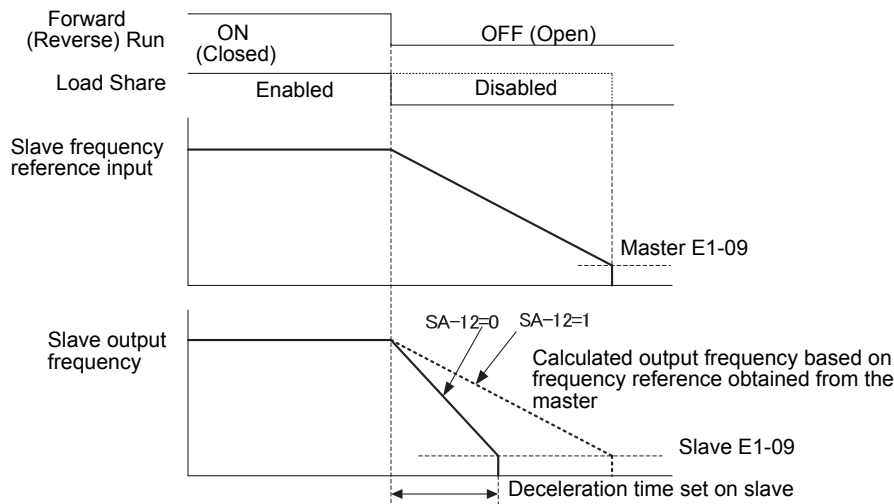 Forward
(Reverse) Run
ON
(Closed)
OFF (Open)
Load Share
Enabled
Disabled
Slave frequency
reference input
Master E1-09
Slave output
frequency
SA-12=0
SA-12=1
Calculated output frequency based on
frequency reference obtained from the
master
Slave E1-09
Deceleration time set on slave